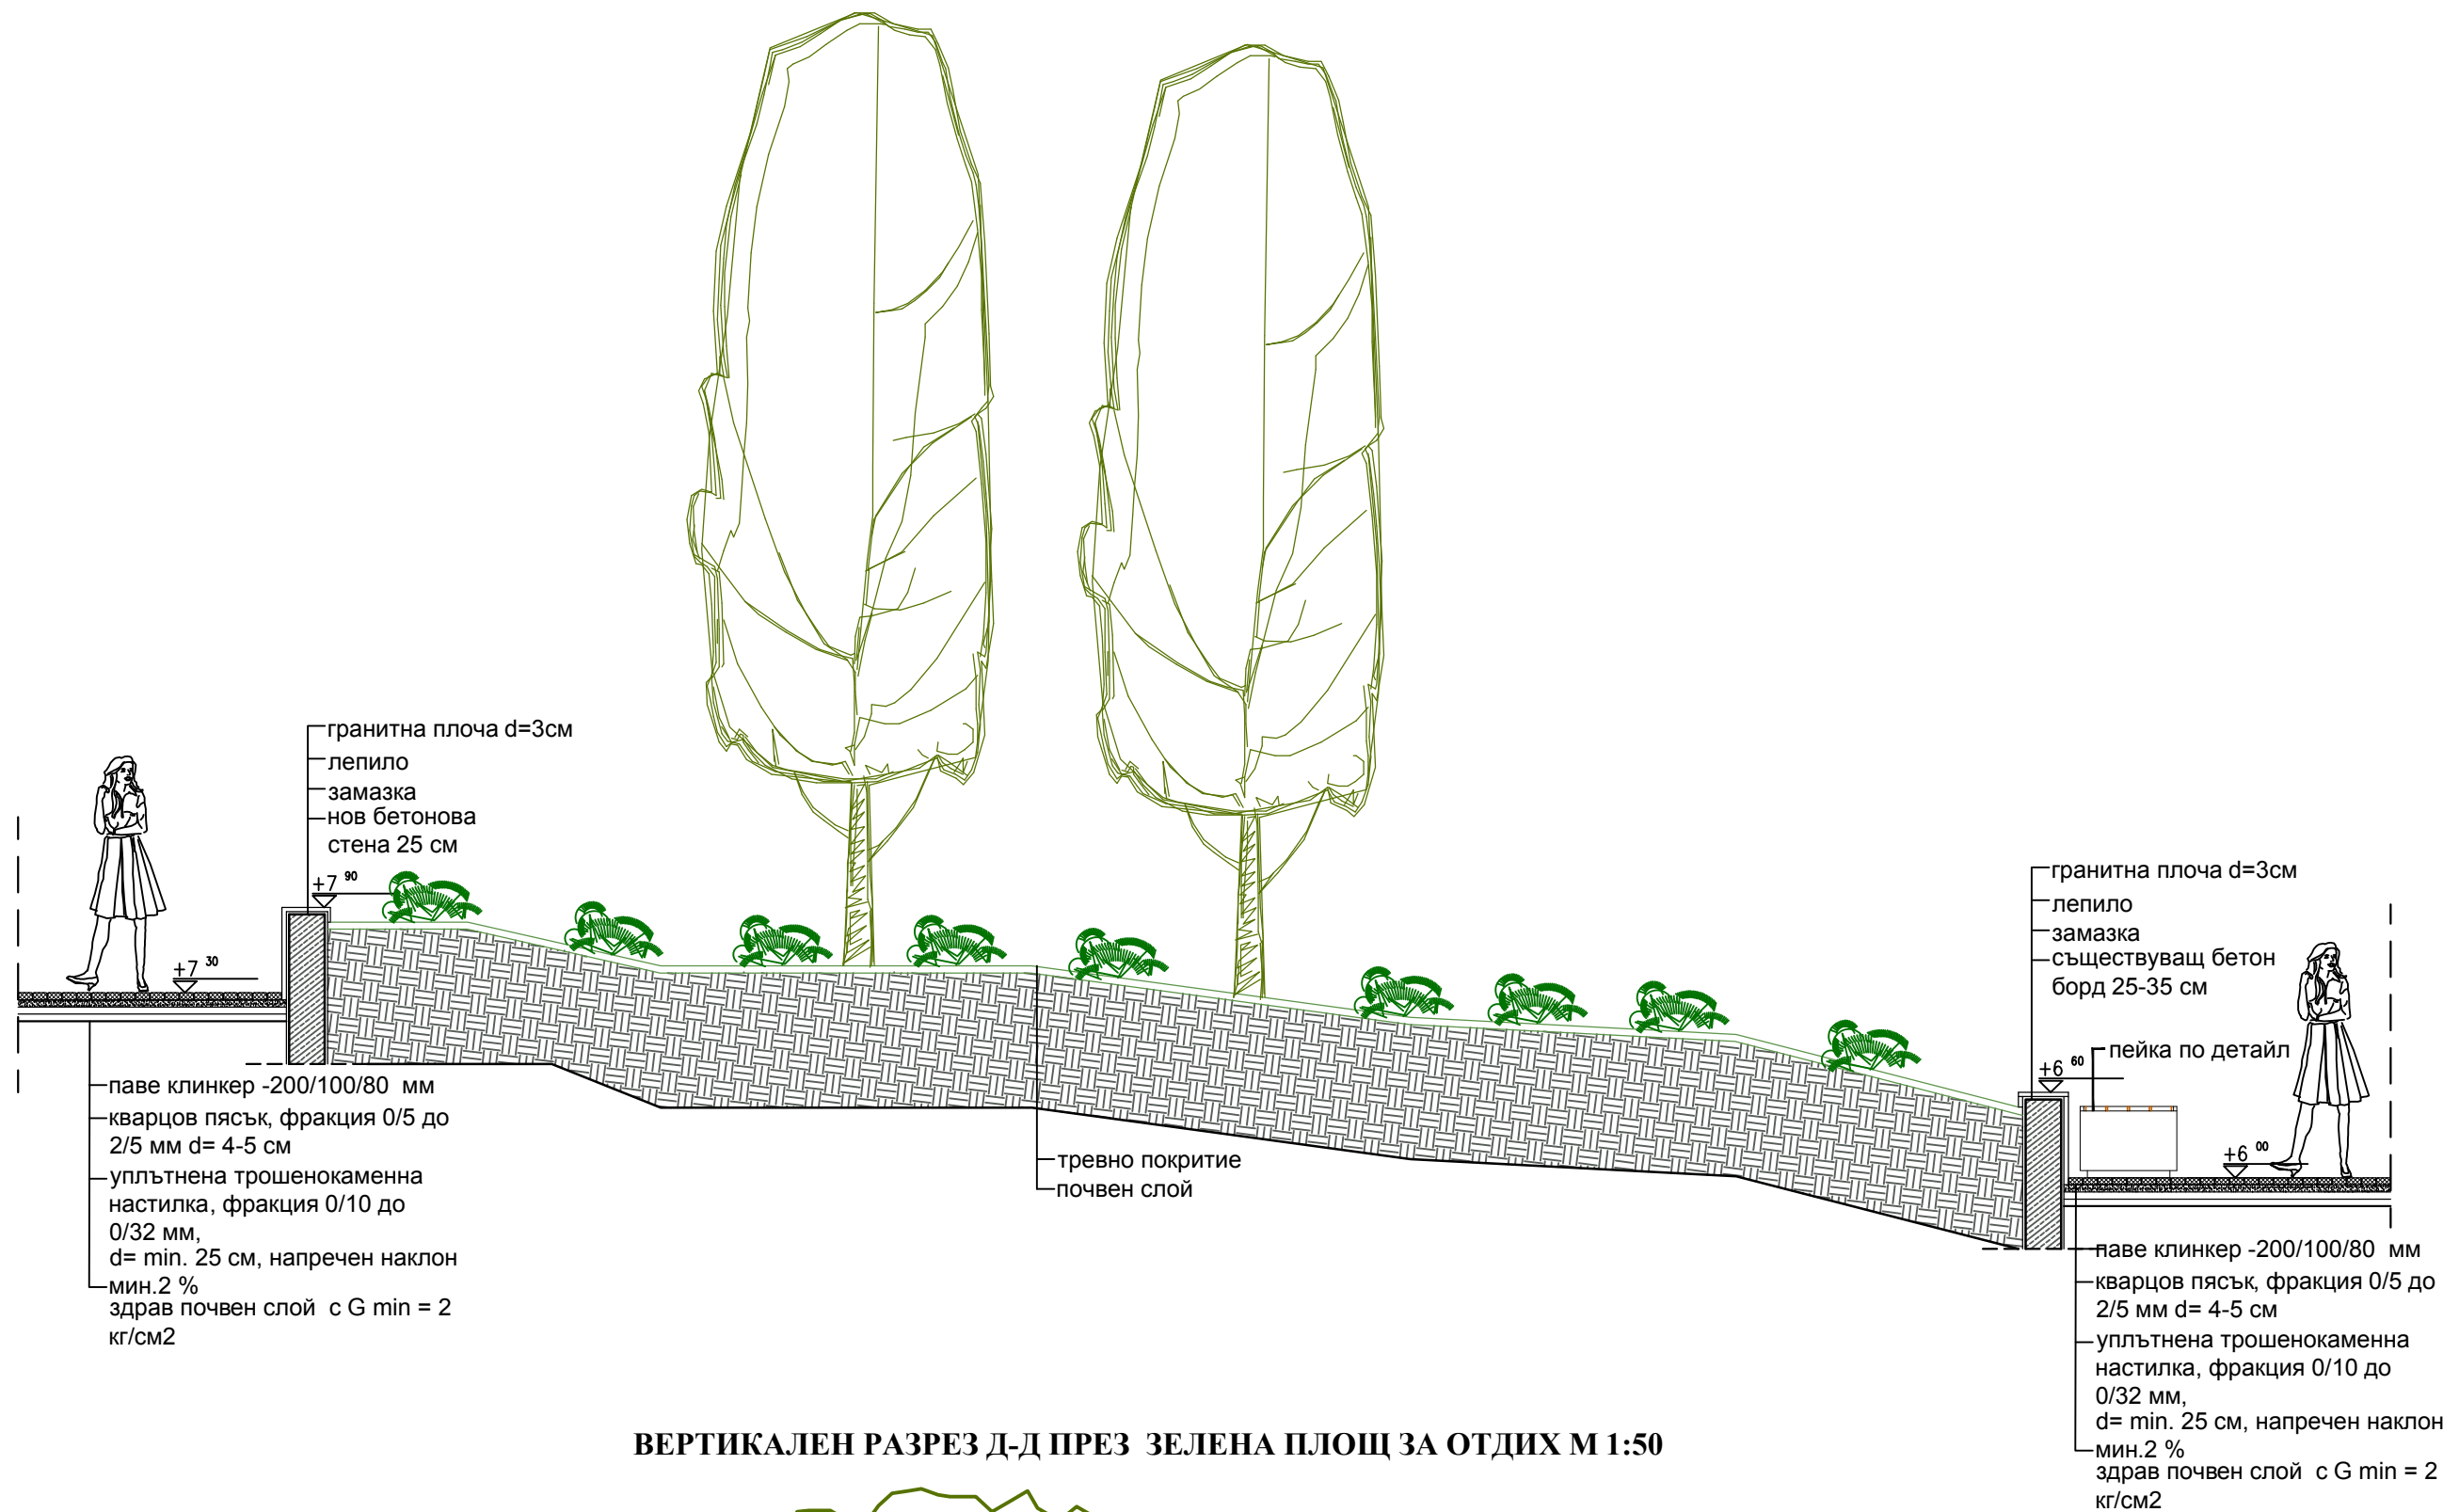 гранитна плоча d=3см
лепило
замазка
нов бетонова
стена 25 см
+7 90
+7 30
паве клинкер -200/100/80 мм
кварцов пясък, фракция 0/5 до
2/5 мм d= 4-5 см
уплътнена трошенокаменна
настилка, фракция 0/10 до
0/32 мм,
d= min. 25 см, напречен наклон
мин.2 %
здрав почвен слой с G min = 2
кг/см2
тревно покритие
почвен слой
гранитна плоча d=3см
лепило
замазка
съществуващ бетон
борд 25-35 см
пейка по детайл
+6 60
+6 00
паве клинкер -200/100/80 мм
кварцов пясък, фракция 0/5 до
2/5 мм d= 4-5 см
уплътнена трошенокаменна
настилка, фракция 0/10 до
0/32 мм,
d= min. 25 см, напречен наклон
мин.2 %
здрав почвен слой с G min = 2
кг/см2
ВЕРТИКАЛЕН РАЗРЕЗ Д-Д ПРЕЗ ЗЕЛЕНА ПЛОЩ ЗА ОТДИХ М 1:50